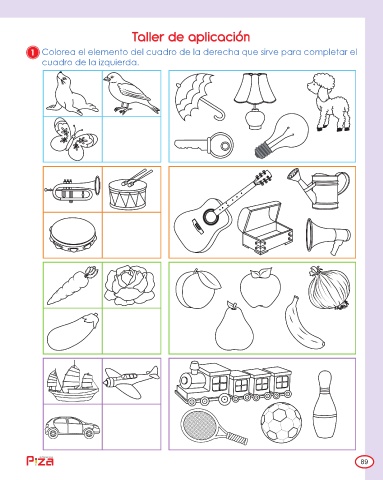 Taller de aplicación
1 Colorea el elemento del cuadro de la derecha que sirve para completar el
cuadro de la izquierda.
Piza
89